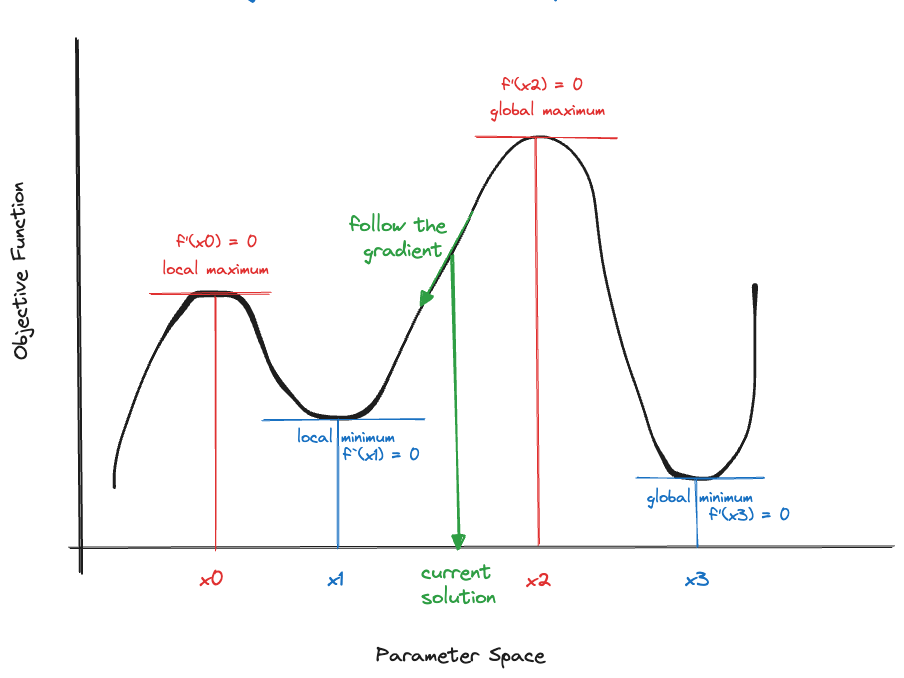 f'(x2) = 0
global maximum
follow the
gradient
f'(x0) = 0
local maximum
Objective Function
local minimum
f'(x1) = 0
global minimum
f'(x3) = 0
x0
x1
current
solution
x2
x3
Parameter Space